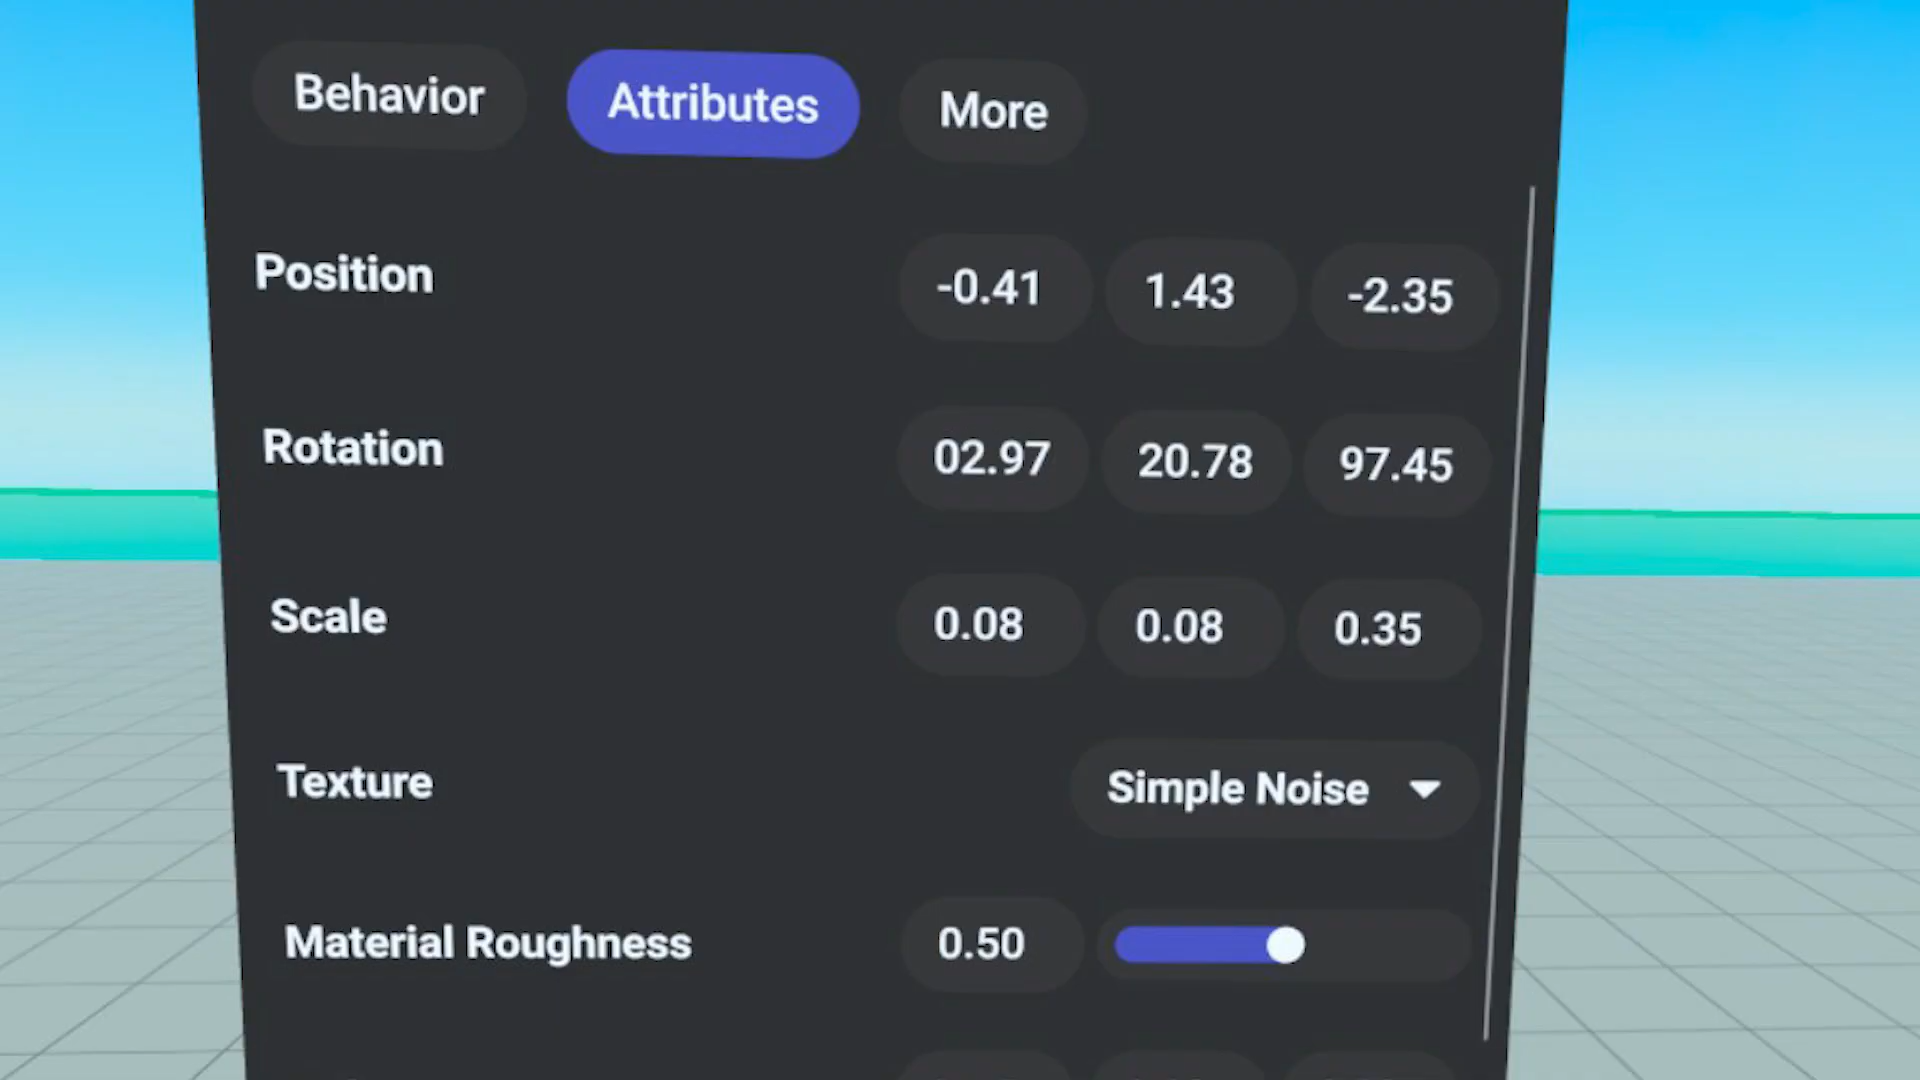 Behavior Attributes More
Position -0.41 1.43 -2.35
Rotation 02.97 20.78 97.45
Scale 0.08 0.08 0.35
Texture Simple Noise
Material Roughness 0.50